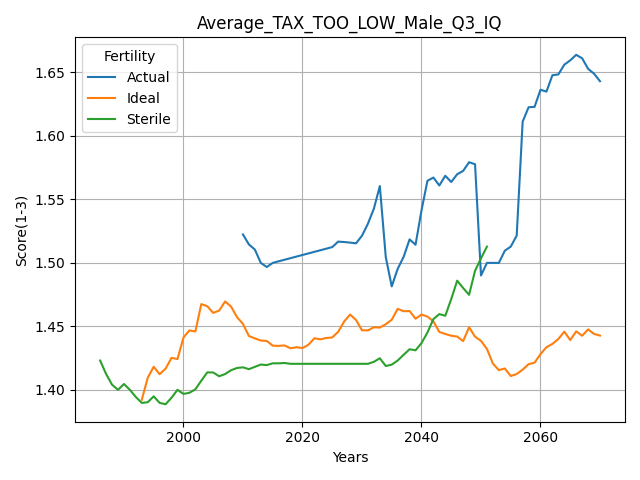 Average_TAX_TOO_LOW_Male_Q3_IQ
Fertility
Actual
Ideal
Sterile
Score(1-3)
1.65
1.60
1.55
1.50
1.45
1.40
2000
2020
2040
2060
Years